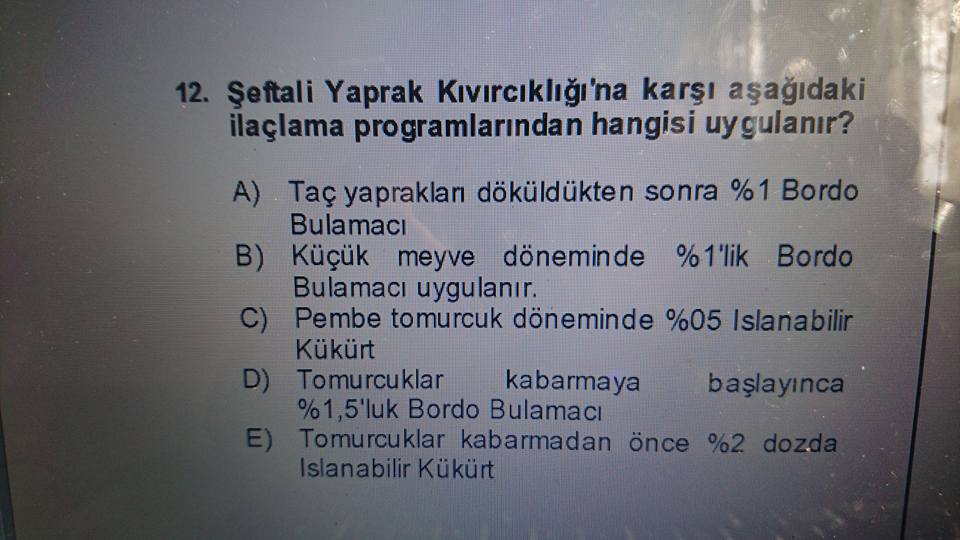 12. Şeftali Yaprak Kıvırcıklığı'na karşı aşağıdaki
ilaçlama programlarından hangisi uygulanır?
A) Taç yaprakları döküldükten sonra %1 Bordo
Bulamacı
B) Küçük meyve döneminde %1'lik Bordo
Bulamacı uygulanır.
C) Pembe tomurcuk döneminde %05 Islanabilir
Kükürt
D) Tomurcuklar kabarmaya başlayınca
%1,5'luk Bordo Bulamacı
E) Tomurcuklar kabarmadan önce %2 dozda
Islanabilir Kükürt